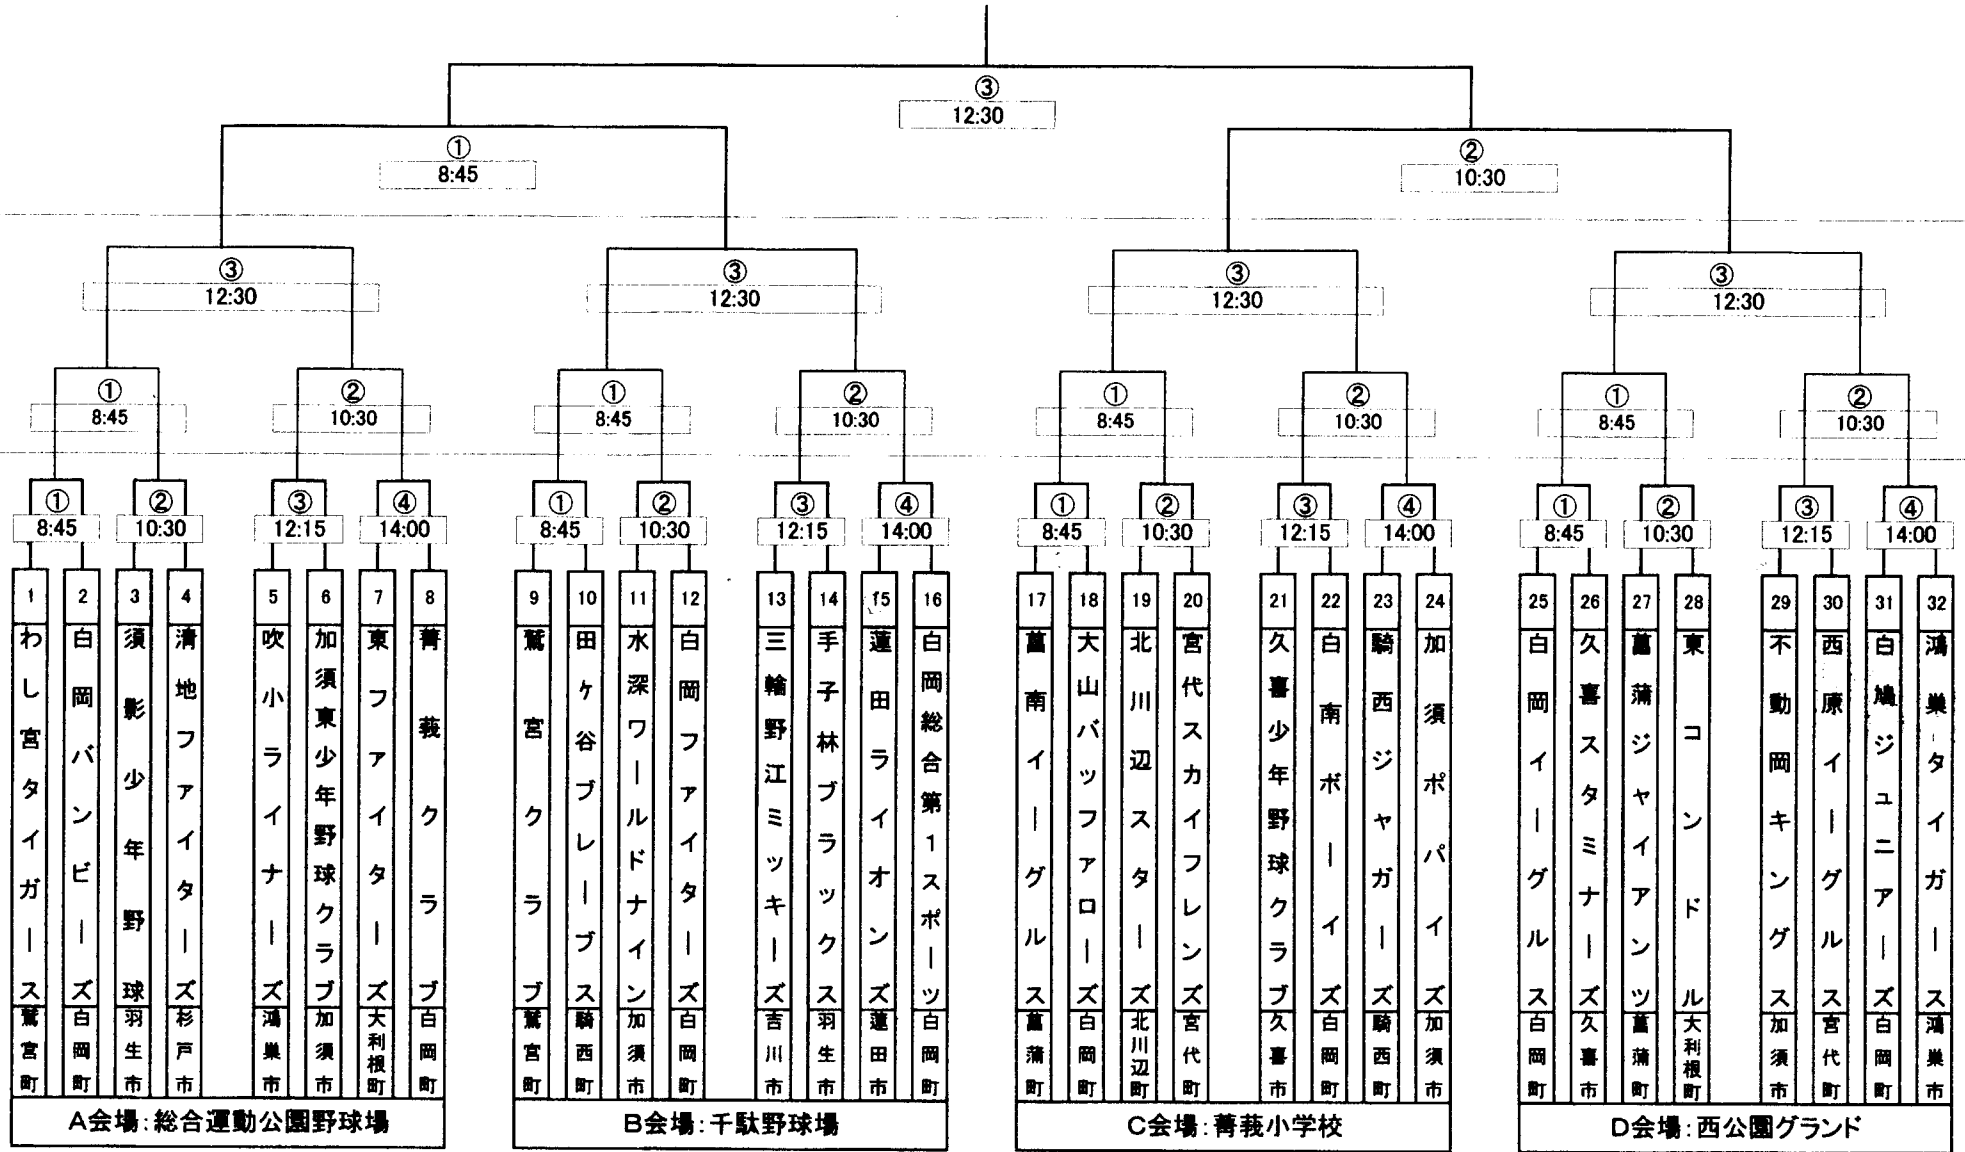 ③
12:30
①
8:45
②
10:30
③
12:30
③
12:30
③
12:30
③
12:30
①
8:45
②
10:30
①
8:45
②
10:30
①
8:45
②
10:30
①
8:45
②
10:30
①
8:45
②
10:30
③
12:15
④
14:00
①
8:45
②
10:30
③
12:15
④
14:00
①
8:45
②
10:30
③
12:15
④
14:00
①
8:45
②
10:30
③
12:15
④
14:00
1 わし宮タイガース 鷲宮町
2 白岡バンビーズ 白岡町
3 須影少年野球 羽生市
4 清地ファイターズ 杉戸市
5 吹小ライナーズ 鴻巣市
6 加須東少年野球クラブ 加須市
7 東ファイターズ 大利根町
8 菁莪クラブ 白岡町
9 鷲宮クラブ 鷲宮町
10 田ヶ谷ブレーブス 騎西町
11 水深ワールドナイン 加須市
12 白岡ファイターズ 白岡町
13 三輪野江ミッキーズ 吉川市
14 手子林ブラックス 羽生市
15 蓮田ライオンズ 蓮田市
16 白岡総合第1スポーツ 白岡町
17 菖南イーグルス 菖蒲町
18 大山バッファローズ 白岡町
19 北川辺スターズ 北川辺町
20 宮代スカイフレンズ 宮代町
21 久喜少年野球クラブ 久喜市
22 白南ボーイズ 白岡町
23 騎西ジャガーズ 騎西町
24 加須ポパイズ 加須市
25 白岡イーグルス 白岡町
26 久喜スタミナーズ 久喜市
27 菖蒲ジャイアンツ 菖蒲町
28 東コンドル 大利根町
29 不動岡キングス 加須市
30 西原イーグルス 宮代町
31 白鳩ジュニアーズ 白岡町
32 鴻巣タイガース 鴻巣市
A会場：総合運動公園野球場
B会場：千駄野球場
C会場：菁莪小学校
D会場：西公園グランド